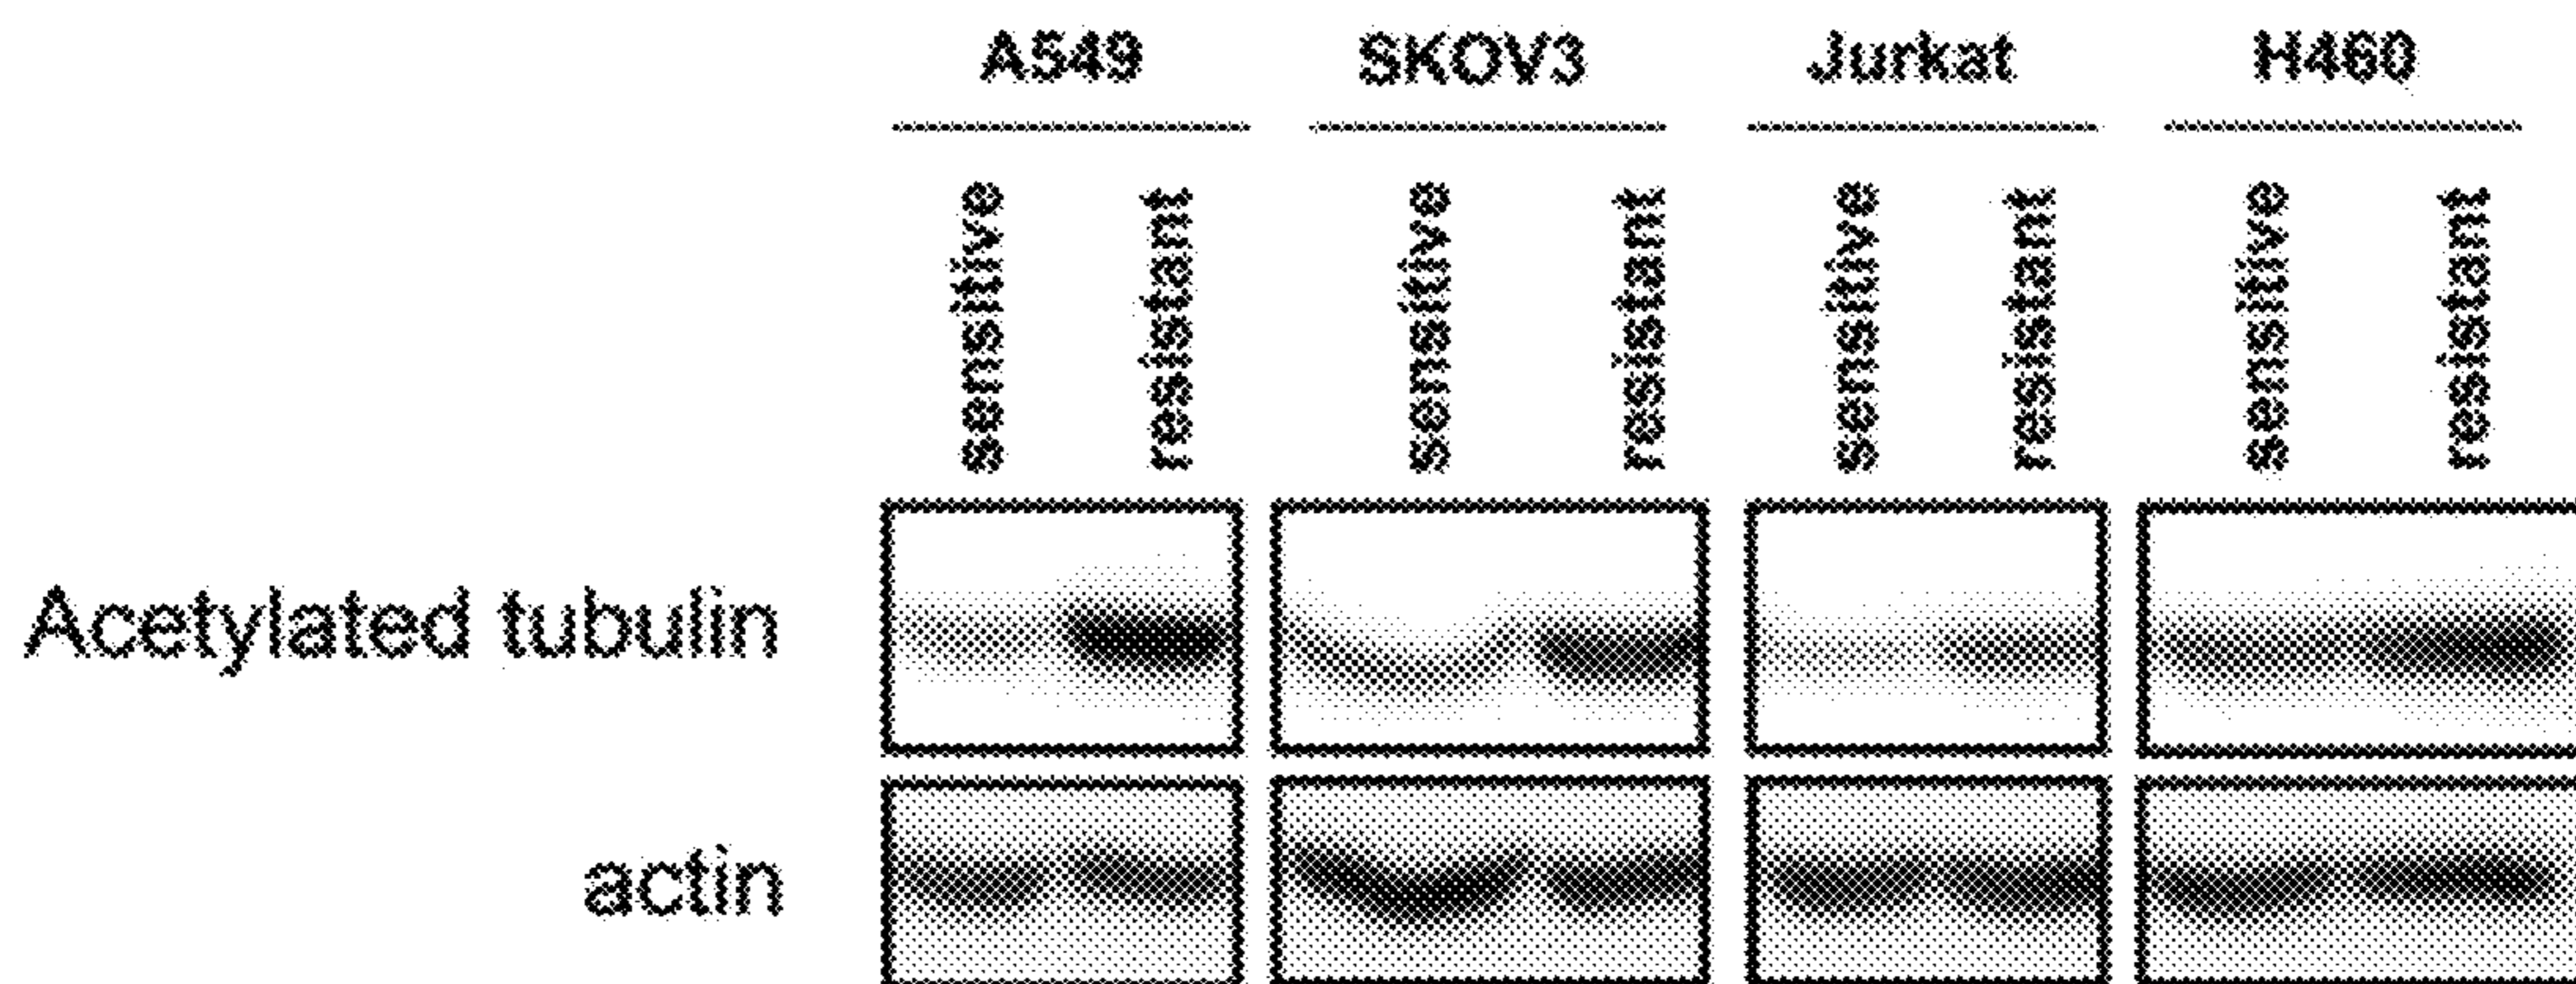 A549 SKOV3 Jurkat H460
sensitive resistant sensitive resistant sensitive resistant sensitive resistant
Acetylated tubulin
actin